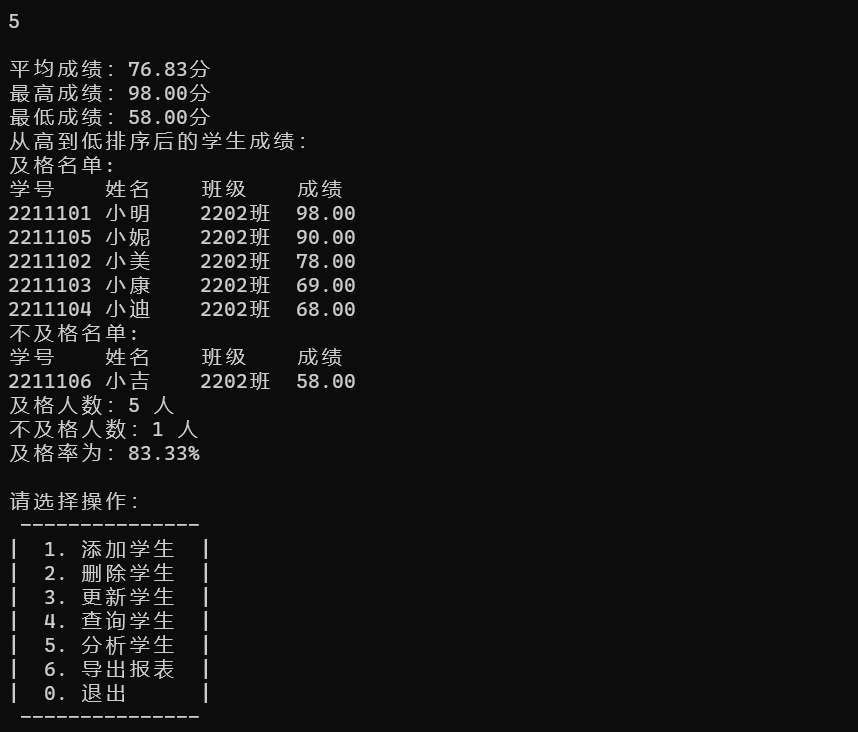 5
平均成绩: 76.83分
最高成绩: 98.00分
最低成绩: 58.00分
从高到低排序后的学生成绩:
及格名单:
学号    姓名    班级    成绩
2211101 小明    2202班  98.00
2211105 小妮    2202班  90.00
2211102 小美    2202班  78.00
2211103 小康    2202班  69.00
2211104 小迪    2202班  68.00
不及格名单:
学号    姓名    班级    成绩
2211106 小吉    2202班  58.00
及格人数: 5 人
不及格人数: 1 人
及格率为: 83.33%
请选择操作:
 ---------------
|  1. 添加学生  |
|  2. 删除学生  |
|  3. 更新学生  |
|  4. 查询学生  |
|  5. 分析学生  |
|  6. 导出报表  |
|  0. 退出      |
 ---------------